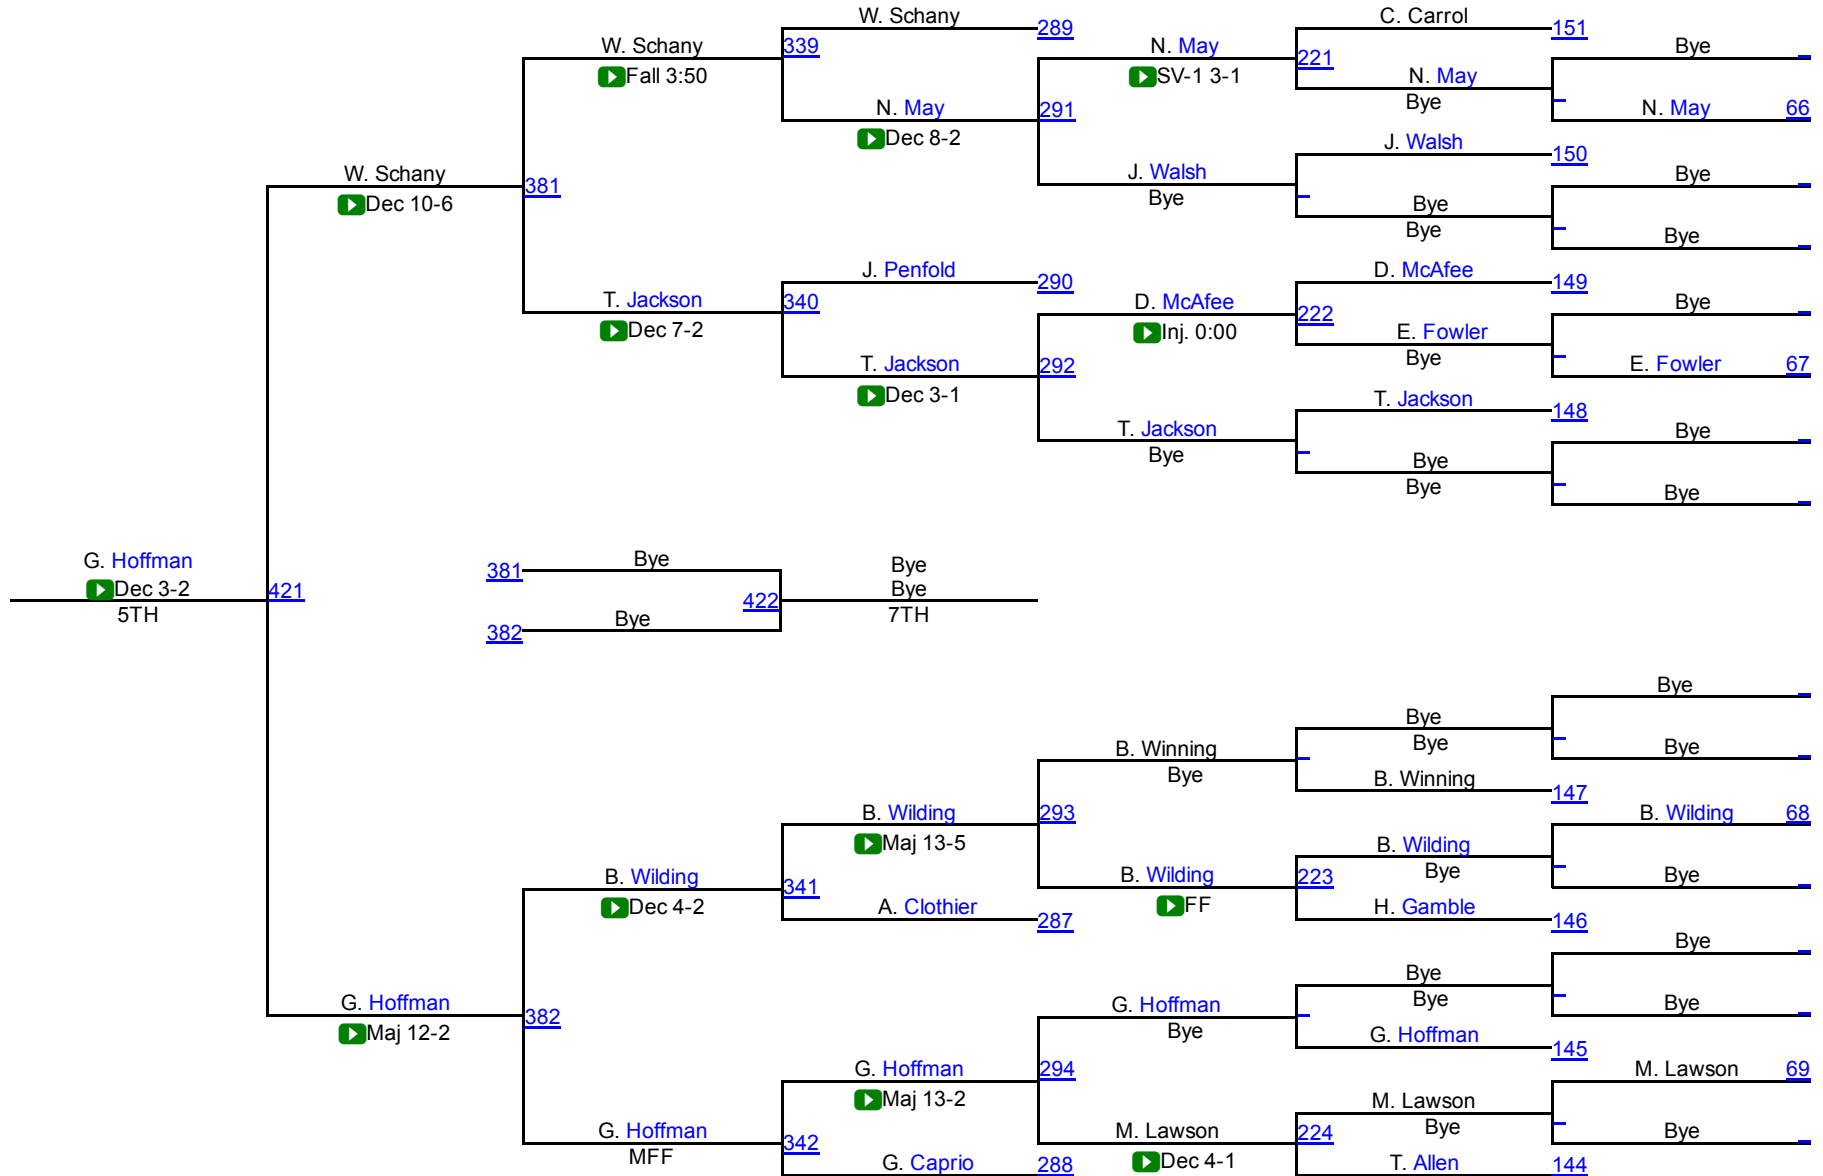 W. Schany 289 C. Carrol 151
W. Schany 339 N. May 221 Bye
Fall 3:50 SV-1 3-1 N. May
Bye
N. May 291 N. May 66
Dec 8-2
J. Walsh 150
W. Schany 381 J. Walsh Bye
Dec 10-6 Bye Bye
Bye
Bye
J. Penfold 290 D. McAfee 149
T. Jackson 340 D. McAfee 222 Bye
Dec 7-2 Inj. 0:00 E. Fowler
Bye
T. Jackson 292 E. Fowler 67
Dec 3-1
T. Jackson 148
T. Jackson Bye
Bye Bye
Bye
Bye
G. Hoffman 381 Bye Bye
Dec 3-2 421 422 Bye
5TH 382 Bye 7TH
Bye
Bye
B. Winning Bye Bye
Bye B. Winning 147
B. Wilding 293 B. Wilding 68
Maj 13-5 B. Wilding
B. Wilding 341 B. Wilding 223 Bye Bye
Dec 4-2 A. Clothier 287 FF H. Gamble 146
Bye
Bye
G. Hoffman 382 G. Hoffman Bye Bye
Maj 12-2 Bye G. Hoffman 145
G. Hoffman 294 M. Lawson 69
Maj 13-2 M. Lawson
G. Hoffman 342 M. Lawson 224 Bye Bye
MFF G. Caprio 288 Dec 4-1 T. Allen 144